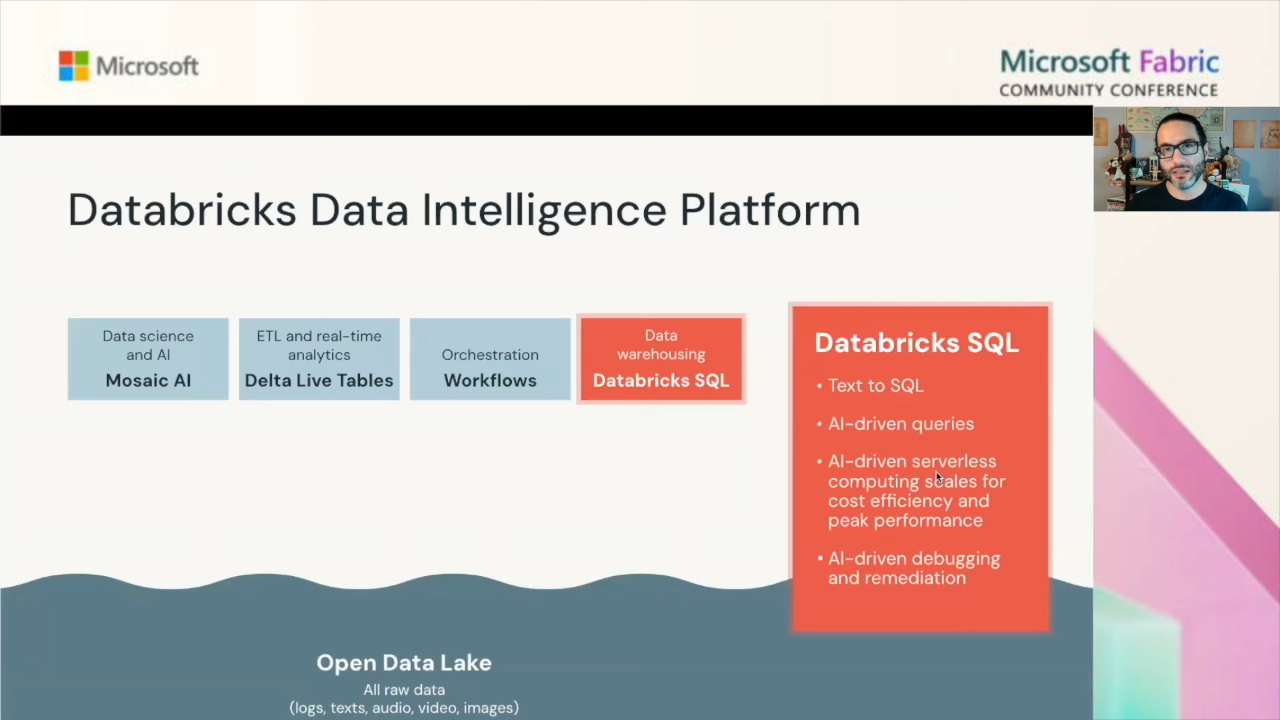 Microsoft
Microsoft Fabric
COMMUNITY CONFERENCE
Databricks Data Intelligence Platform
Data science
and AI
Mosaic AI
ETL and real-time
analytics
Delta Live Tables
Orchestration
Workflows
Data
warehousing
Databricks SQL
Databricks SQL
• Text to SQL
• AI-driven queries
• AI-driven serverless
computing scales for
cost efficiency and
peak performance
• AI-driven debugging
and remediation
Open Data Lake
All raw data
(logs, texts, audio, video, images)